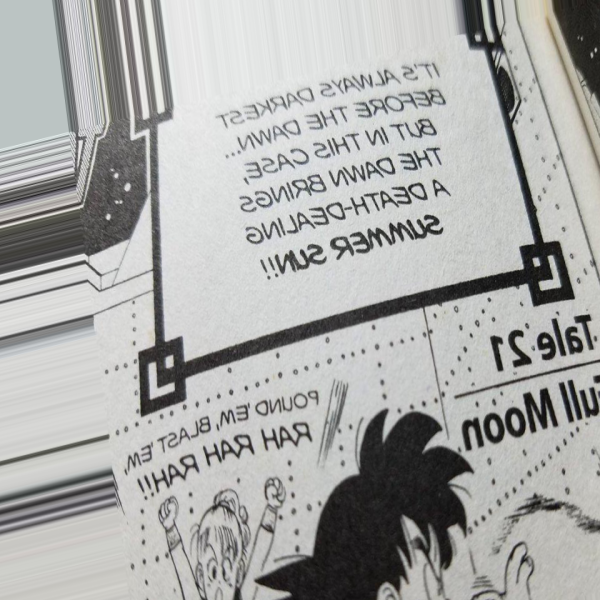 IT'S ALWAYS DARKEST
BEFORE THE DAWN...
BUT IN THIS CASE,
THE DAWN BRINGS
A DEATH-DEALING
SUMMER SUN!!
Tale 21
Full Moon
POUND 'EM, BLAST 'EM,
RAH RAH RAH!!